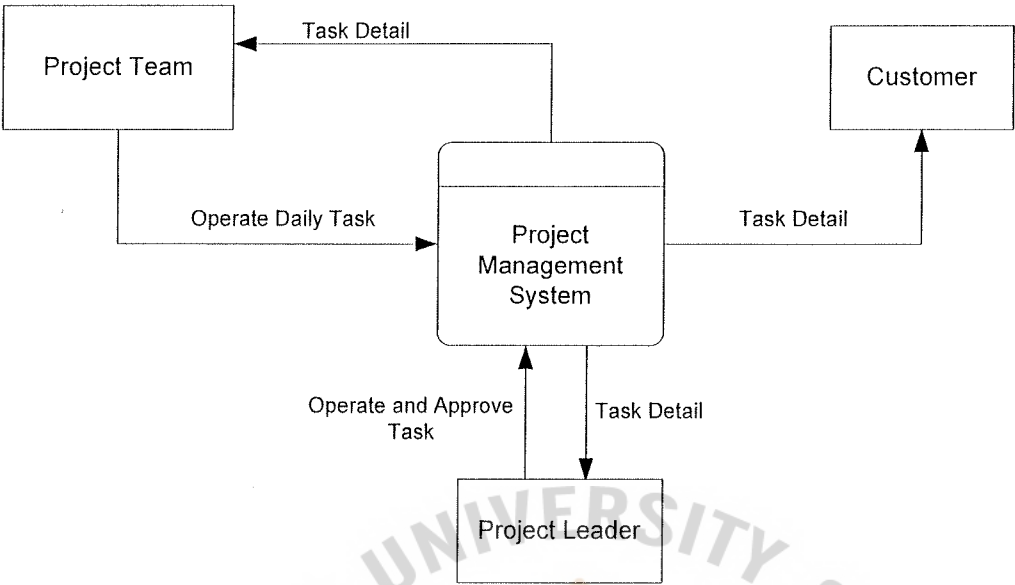 Task Detail
Project Team
Customer
Operate Daily Task
Task Detail
Project
Management
System
Operate and Approve
Task
Task Detail
Project Leader
UNIVERSITY